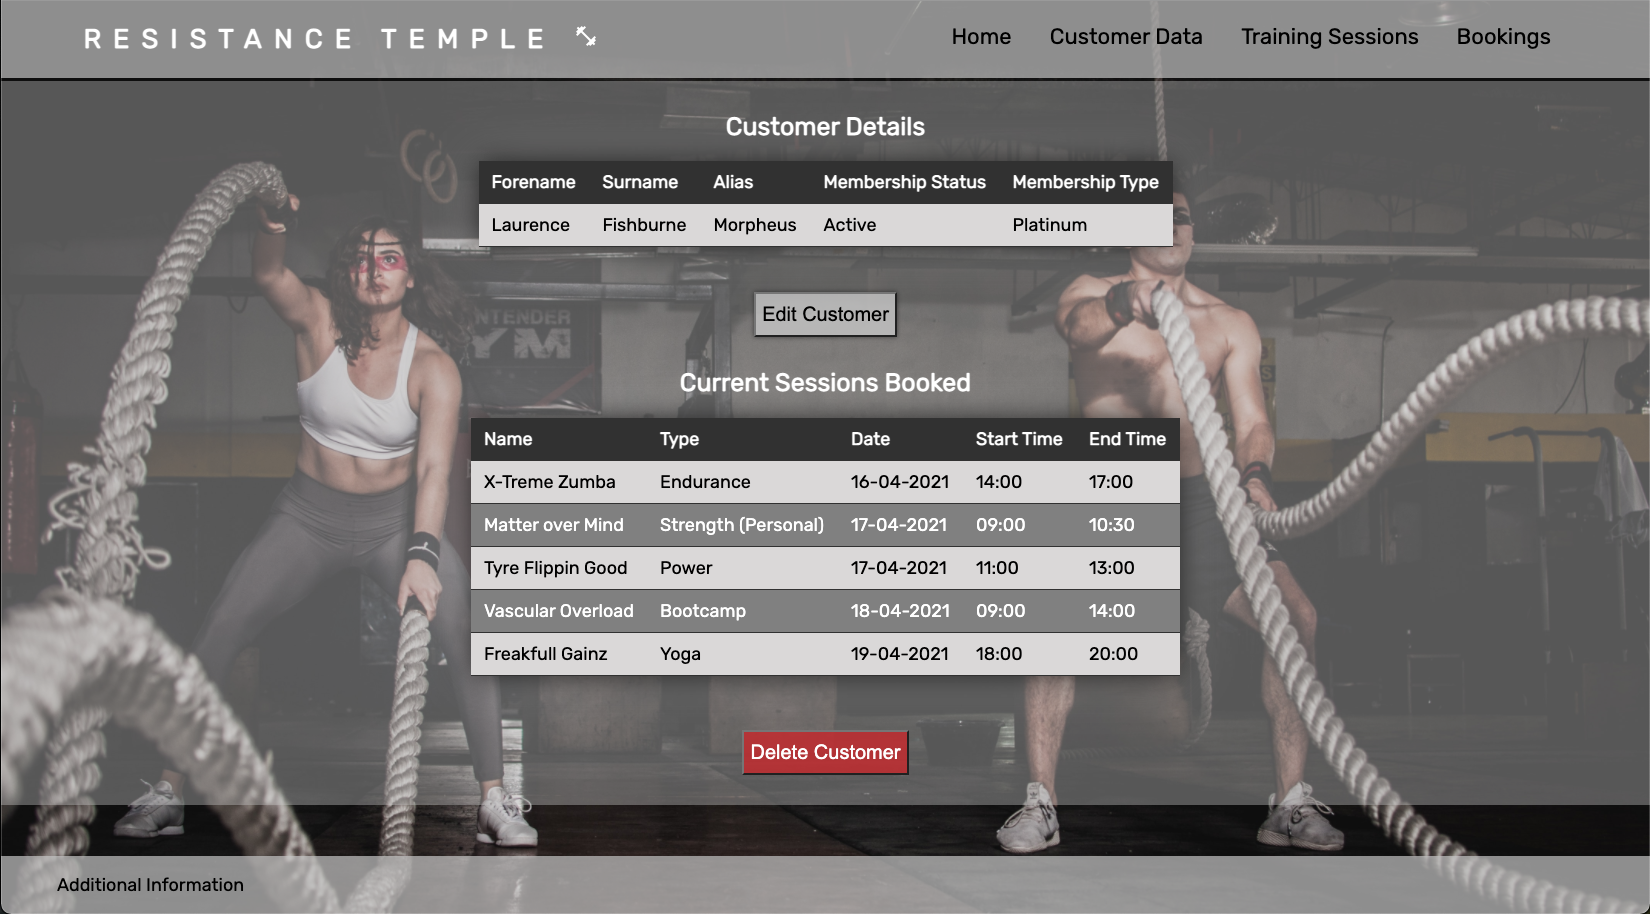 RESISTANCE TEMPLE
Home Customer Data Training Sessions Bookings
Customer Details
Forename Surname Alias Membership Status Membership Type
Laurence Fishburne Morpheus Active Platinum
NTENDER
YM
Edit Customer
Current Sessions Booked
Name Type Date Start Time End Time
X-Treme Zumba Endurance 16-04-2021 14:00 17:00
Matter over Mind Strength (Personal) 17-04-2021 09:00 10:30
Tyre Flippin Good Power 17-04-2021 11:00 13:00
Vascular Overload Bootcamp 18-04-2021 09:00 14:00
Freakfull Gainz Yoga 19-04-2021 18:00 20:00
Delete Customer
Additional Information